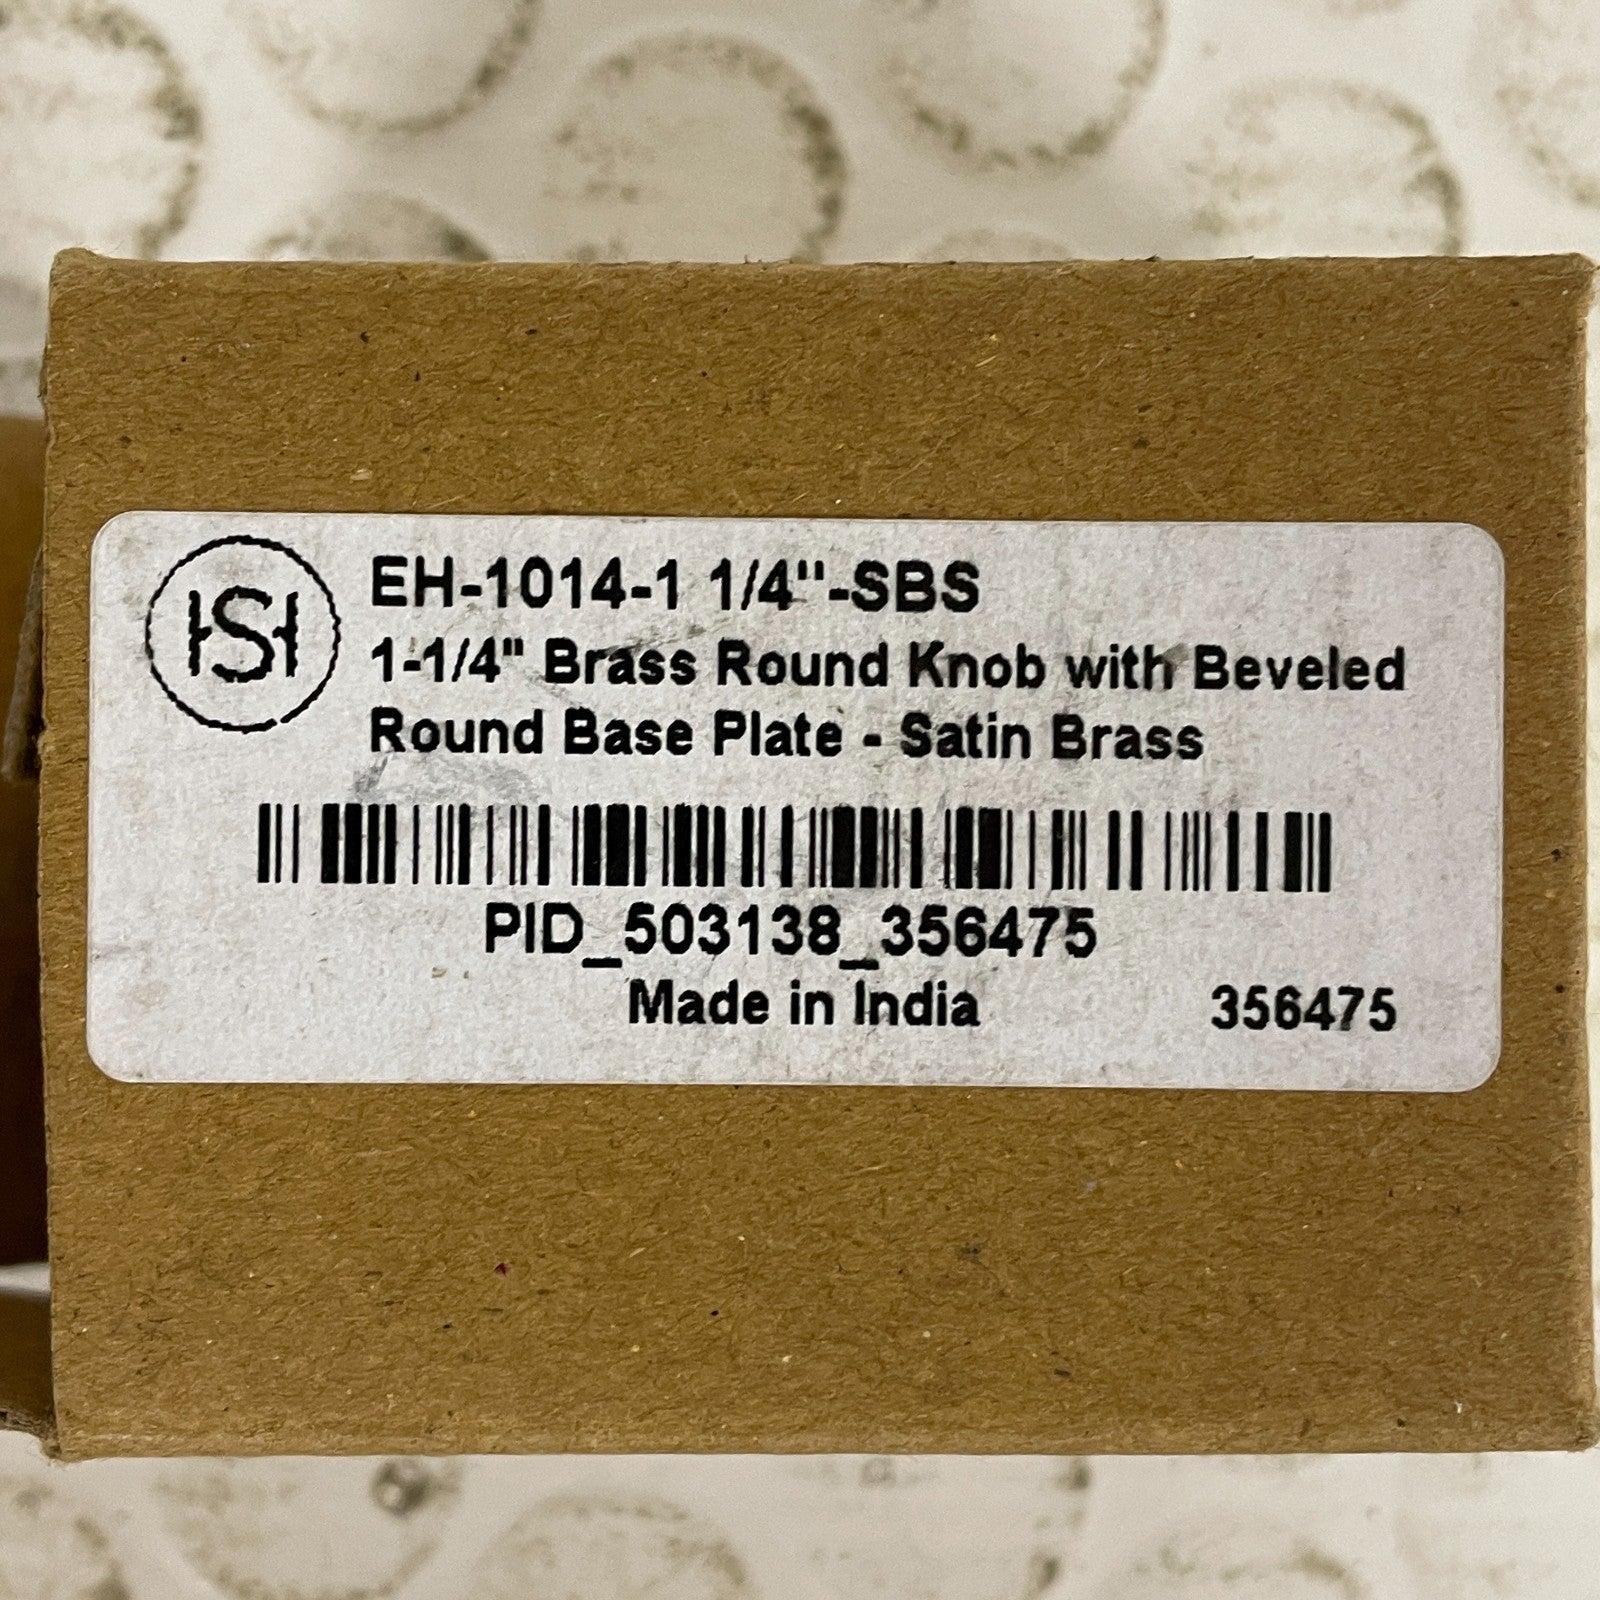 HSH
EH-1014-1 1/4''-SBS
1-1/4" Brass Round Knob with Beveled
Round Base Plate - Satin Brass
PID_503138_356475
Made in India 356475